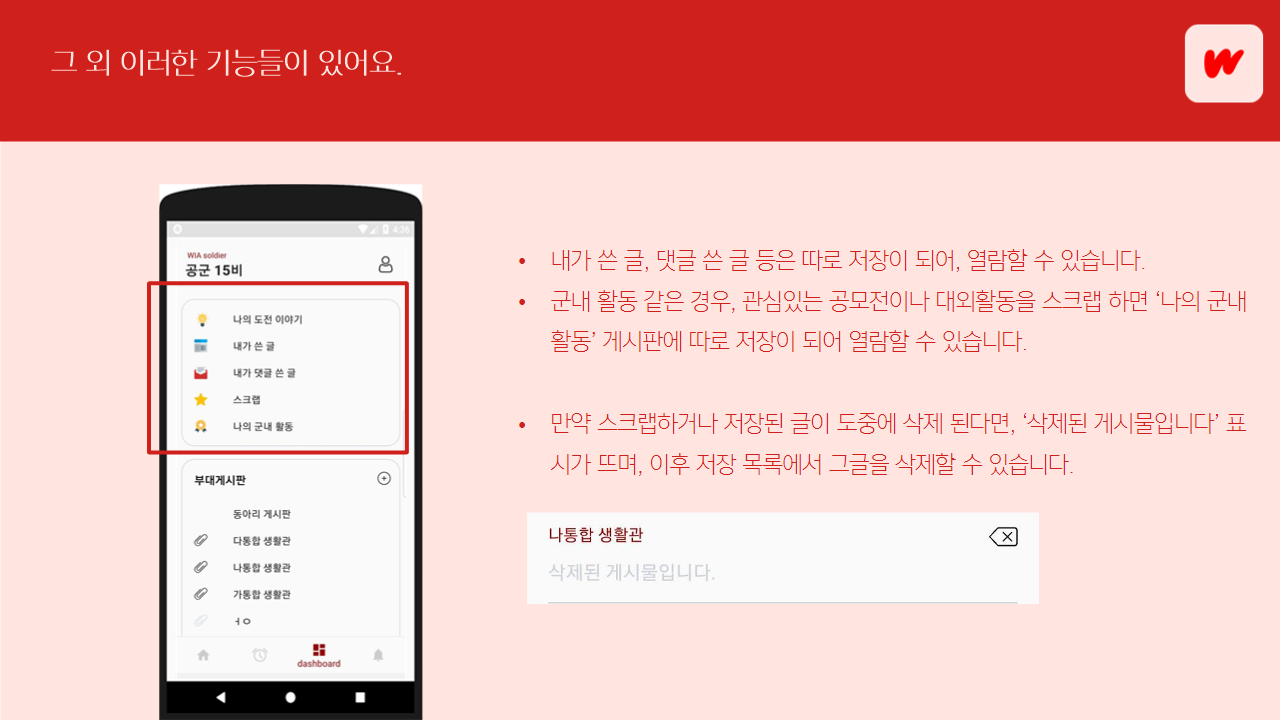 그 외 이러한 기능들이 있어요.
w
4:36
WIA soldier
공군 15비
나의 도전 이야기
내가 쓴 글
내가 댓글 쓴 글
스크랩
나의 군내 활동
부대게시판
동아리 게시판
다통합 생활관
나통합 생활관
가통합 생활관
ㅓㅇ
dashboard
• 내가 쓴 글, 댓글 쓴 글 등은 따로 저장이 되어, 열람할 수 있습니다.
• 군내 활동 같은 경우, 관심있는 공모전이나 대외활동을 스크랩 하면 ‘나의 군내
활동’ 게시판에 따로 저장이 되어 열람할 수 있습니다.
• 만약 스크랩하거나 저장된 글이 도중에 삭제 된다면, ‘삭제된 게시물입니다’ 표
시가 뜨며, 이후 저장 목록에서 그글을 삭제할 수 있습니다.
나통합 생활관
삭제된 게시물입니다.